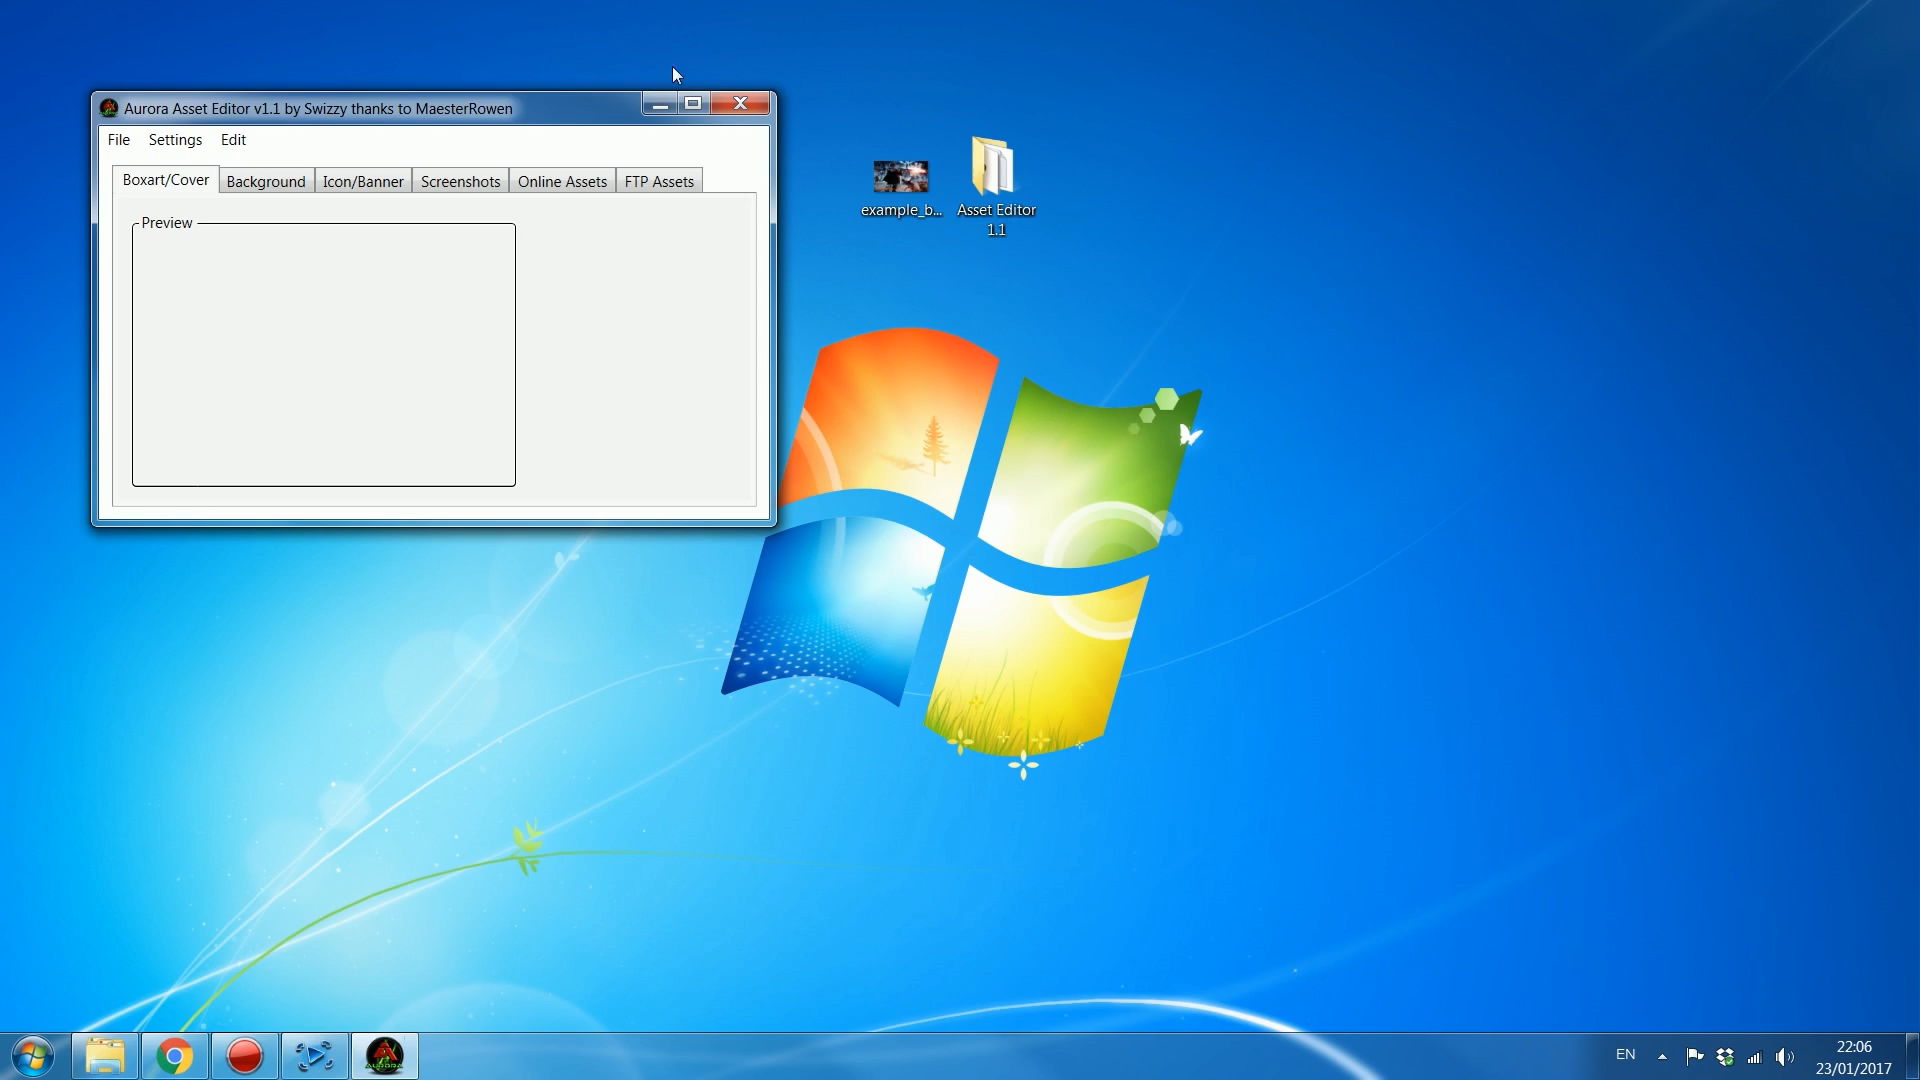 Aurora Asset Editor v1.1 by Swizzy thanks to MaesterRowen
File Settings Edit
Boxart/Cover Background Icon/Banner Screenshots Online Assets FTP Assets
Preview
example_b... Asset Editor
1.1
AURORA
EN
22:06
23/01/2017